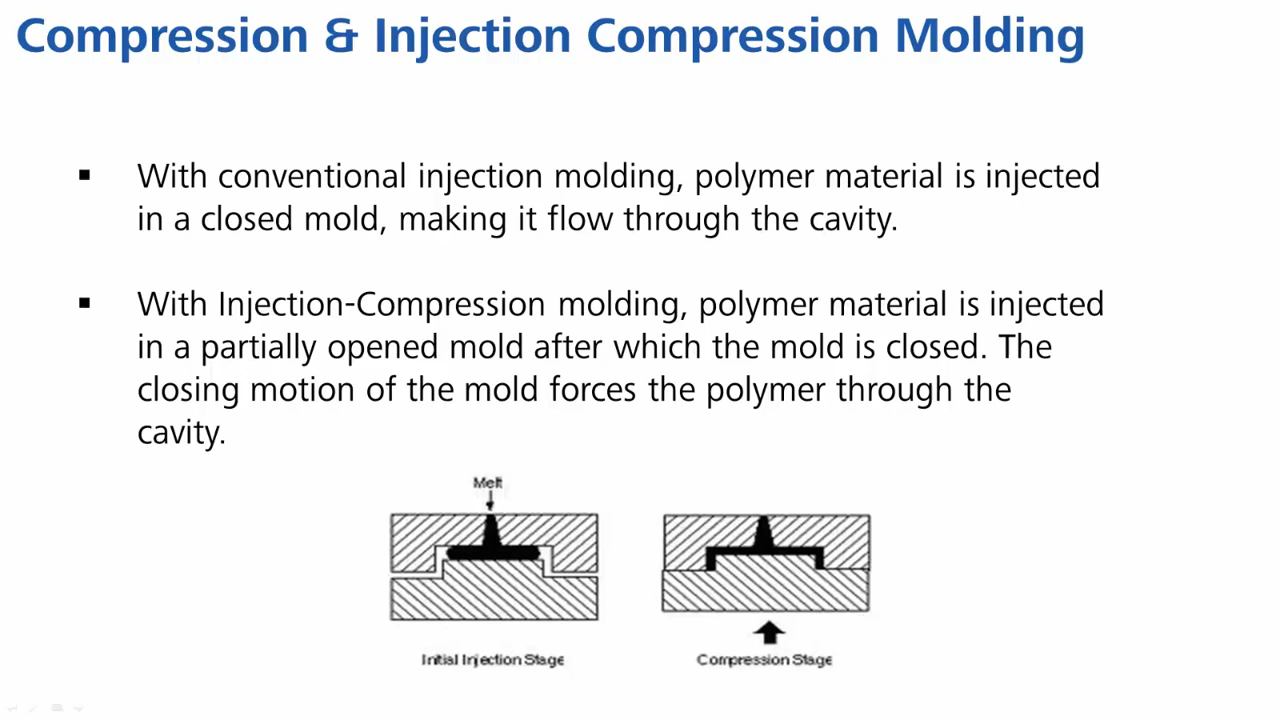 Compression & Injection Compression Molding
▪ With conventional injection molding, polymer material is injected
in a closed mold, making it flow through the cavity.
▪ With Injection-Compression molding, polymer material is injected
in a partially opened mold after which the mold is closed. The
closing motion of the mold forces the polymer through the
cavity.
Melt
Initial Injection Stage
Compression Stage